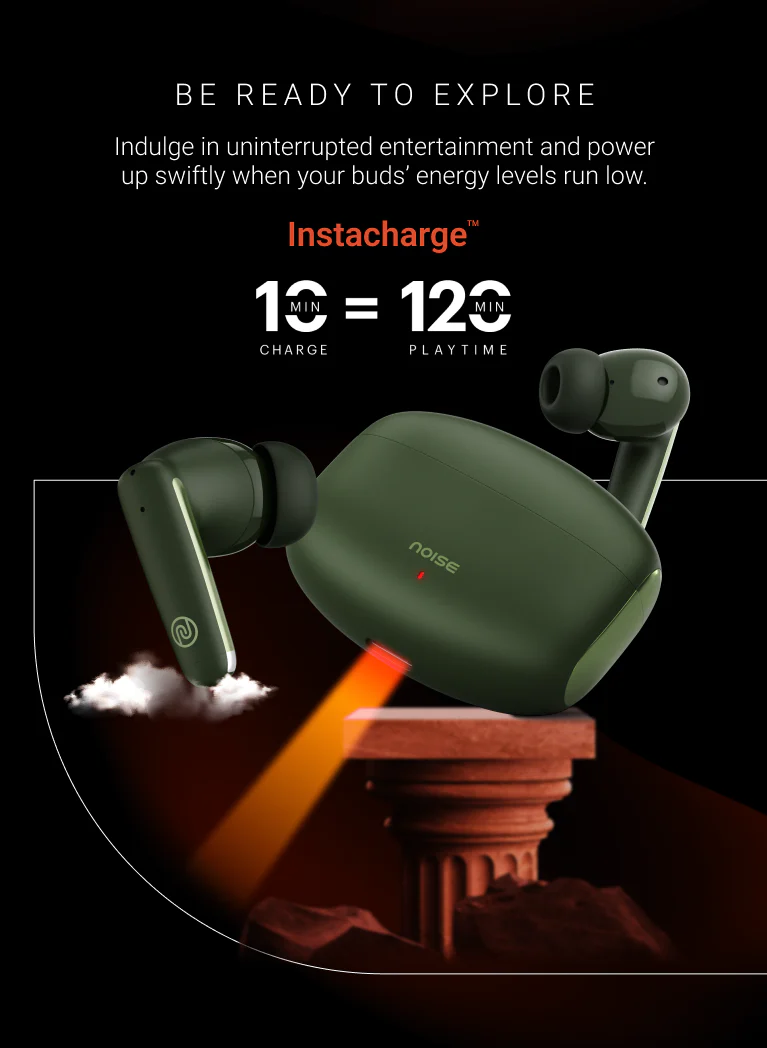 BE READY TO EXPLORE
Indulge in uninterrupted entertainment and power
up swiftly when your buds’ energy levels run low.
Instacharge™
10 MIN = 120 MIN
CHARGE PLAYTIME
NOISE